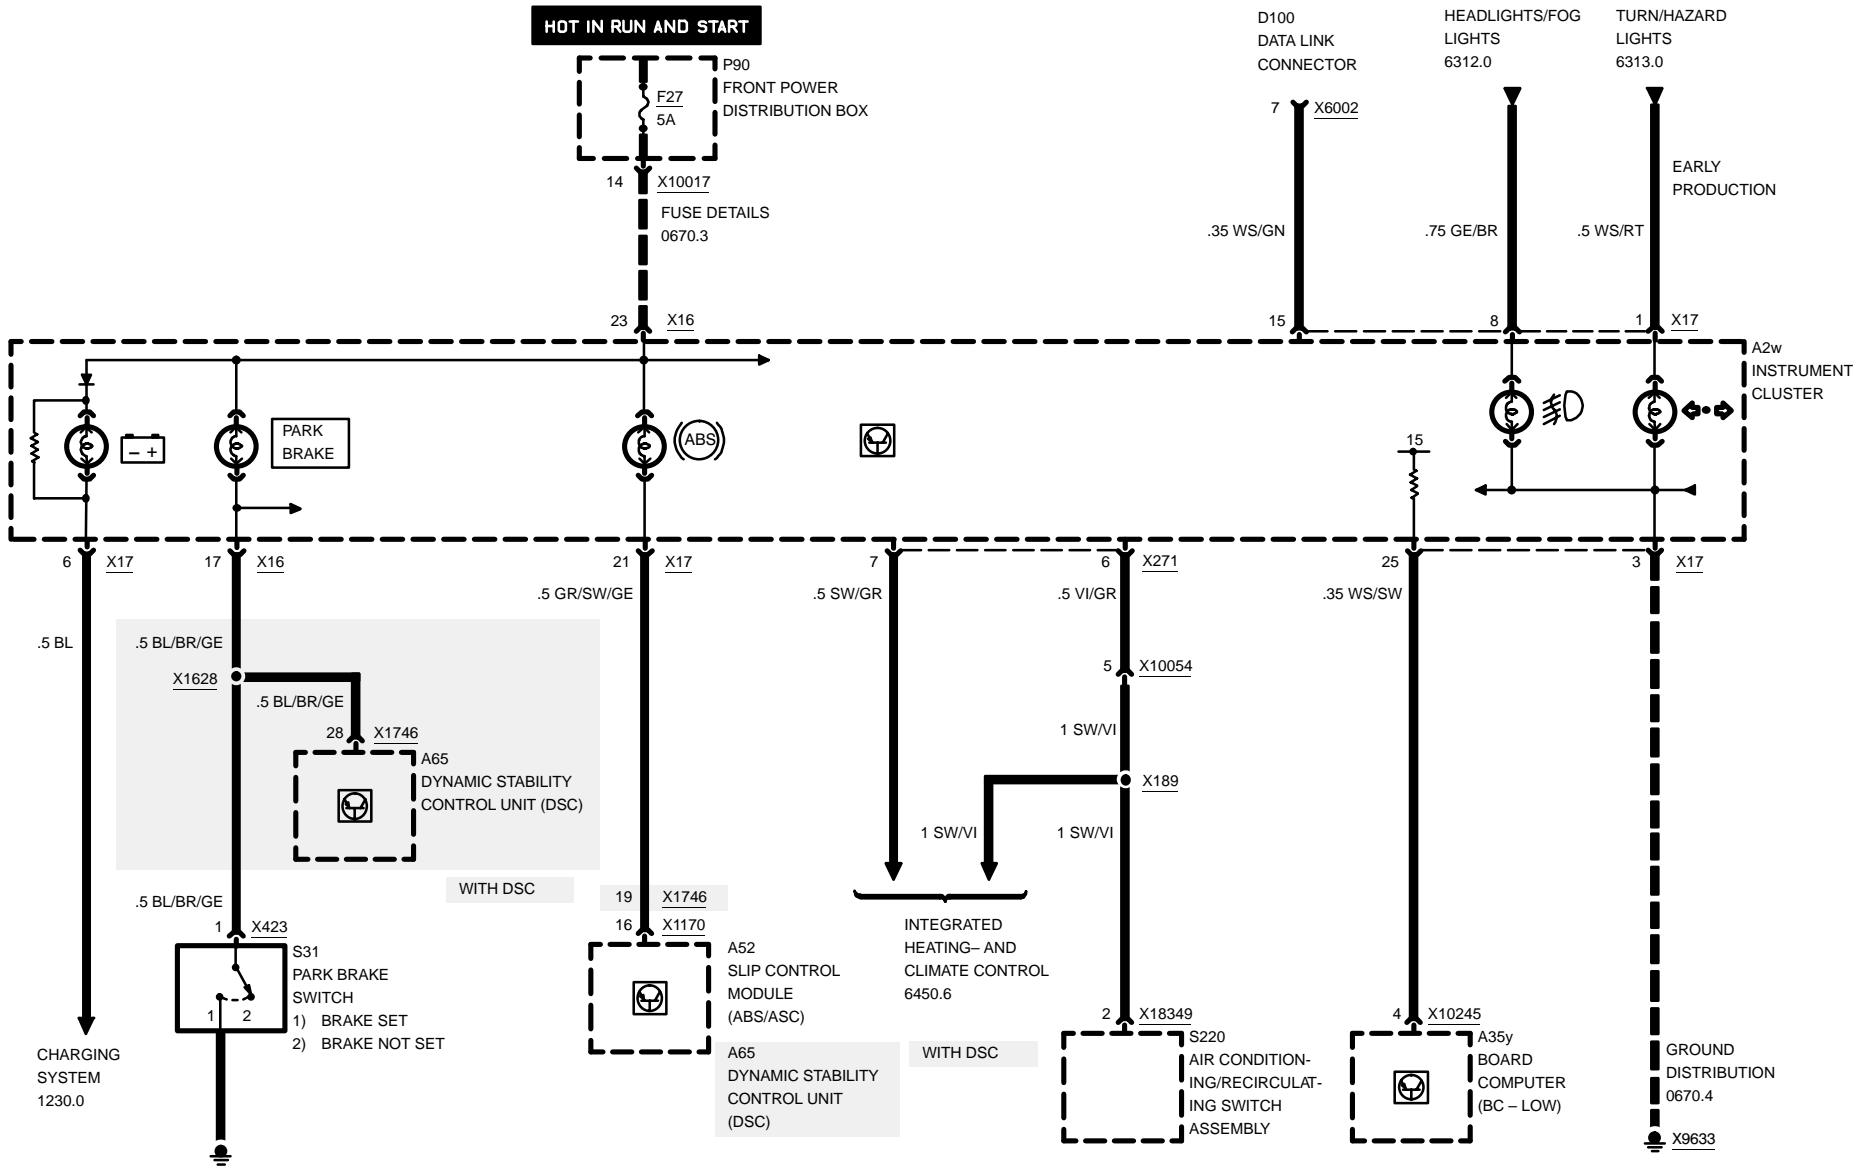 HOT IN RUN AND START
P90
FRONT POWER
DISTRIBUTION BOX
F27
5A
14 X10017
FUSE DETAILS
0670.3
23 X16
D100
DATA LINK
CONNECTOR
7 X6002
.35 WS/GN
15
HEADLIGHTS/FOG
LIGHTS
6312.0
.75 GE/BR
8
TURN/HAZARD
LIGHTS
6313.0
EARLY
PRODUCTION
.5 WS/RT
1 X17
A2w
INSTRUMENT
CLUSTER
– +
PARK
BRAKE
ABS
15
6 X17
17 X16
21 X17
7
6 X271
25
3 X17
.5 BL
.5 BL/BR/GE
X1628
.5 BL/BR/GE
28 X1746
A65
DYNAMIC STABILITY
CONTROL UNIT (DSC)
WITH DSC
.5 BL/BR/GE
1 X423
S31
PARK BRAKE
SWITCH
1) BRAKE SET
2) BRAKE NOT SET
1 2
CHARGING
SYSTEM
1230.0
.5 GR/SW/GE
19 X1746
16 X1170
A52
SLIP CONTROL
MODULE
(ABS/ASC)
A65
DYNAMIC STABILITY
CONTROL UNIT
(DSC)
WITH DSC
.5 SW/GR
.5 VI/GR
5 X10054
1 SW/VI
X189
1 SW/VI
1 SW/VI
INTEGRATED
HEATING– AND
CLIMATE CONTROL
6450.6
2 X18349
S220
AIR CONDITION-
ING/RECIRCULAT-
ING SWITCH
ASSEMBLY
.35 WS/SW
4 X10245
A35y
BOARD
COMPUTER
(BC – LOW)
GROUND
DISTRIBUTION
0670.4
X9633